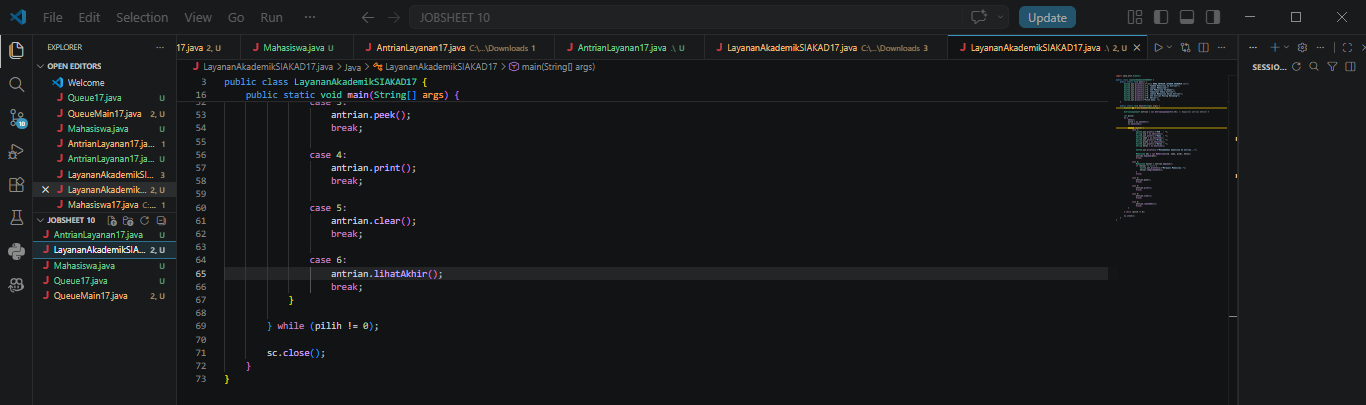 File Edit Selection View Go Run ··· JOBSHEET 10 Update
EXPLORER ···
OPEN EDITORS
Welcome
J Queue17.java U
J QueueMain17.java 2, U
J Mahasiswa.java U
J AntrianLayanan17.ja... 1
J AntrianLayanan17.ja... U
J LayananAkademikSI... 3
J LayananAkademik... 2, U
J Mahasiswa17.java C:... 1
JOBSHEET 10
J AntrianLayanan17.java U
J LayananAkademikSIA... 2, U
J Mahasiswa.java U
J Queue17.java U
J QueueMain17.java 2, U
10
17.java 2, U
J Mahasiswa.java U
J AntrianLayanan17.java C:\...\Downloads 1
J AntrianLayanan17.java .\ U
J LayananAkademikSIAKAD17.java C:\...\Downloads 3
J LayananAkademikSIAKAD17.java .\ 2, U
J LayananAkademikSIAKAD17.java > Java > LayananAkademikSIAKAD17 > main(String[] args)
3 public class LayananAkademikSIAKAD17 {
16 public static void main(String[] args) {
52 case 3:
53 antrian.peek();
54 break;
55
56 case 4:
57 antrian.print();
58 break;
59
60 case 5:
61 antrian.clear();
62 break;
63
64 case 6:
65 antrian.lihatAkhir();
66 break;
67 }
68
69 } while (pilih != 0);
70
71 sc.close();
72 }
73 }
SESSIO...